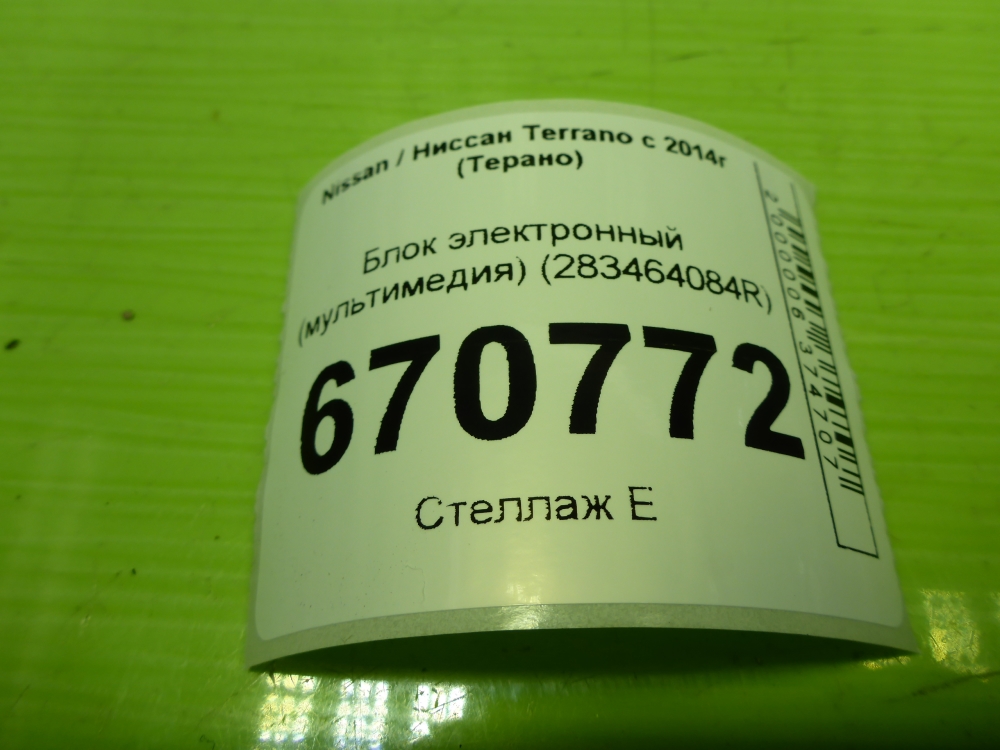 Nissan / Ниссан Terrano с 2014г
(Терано)
Блок электронный
(мультимедия) (283464084R)
670772
Стеллаж Е
2000006374707